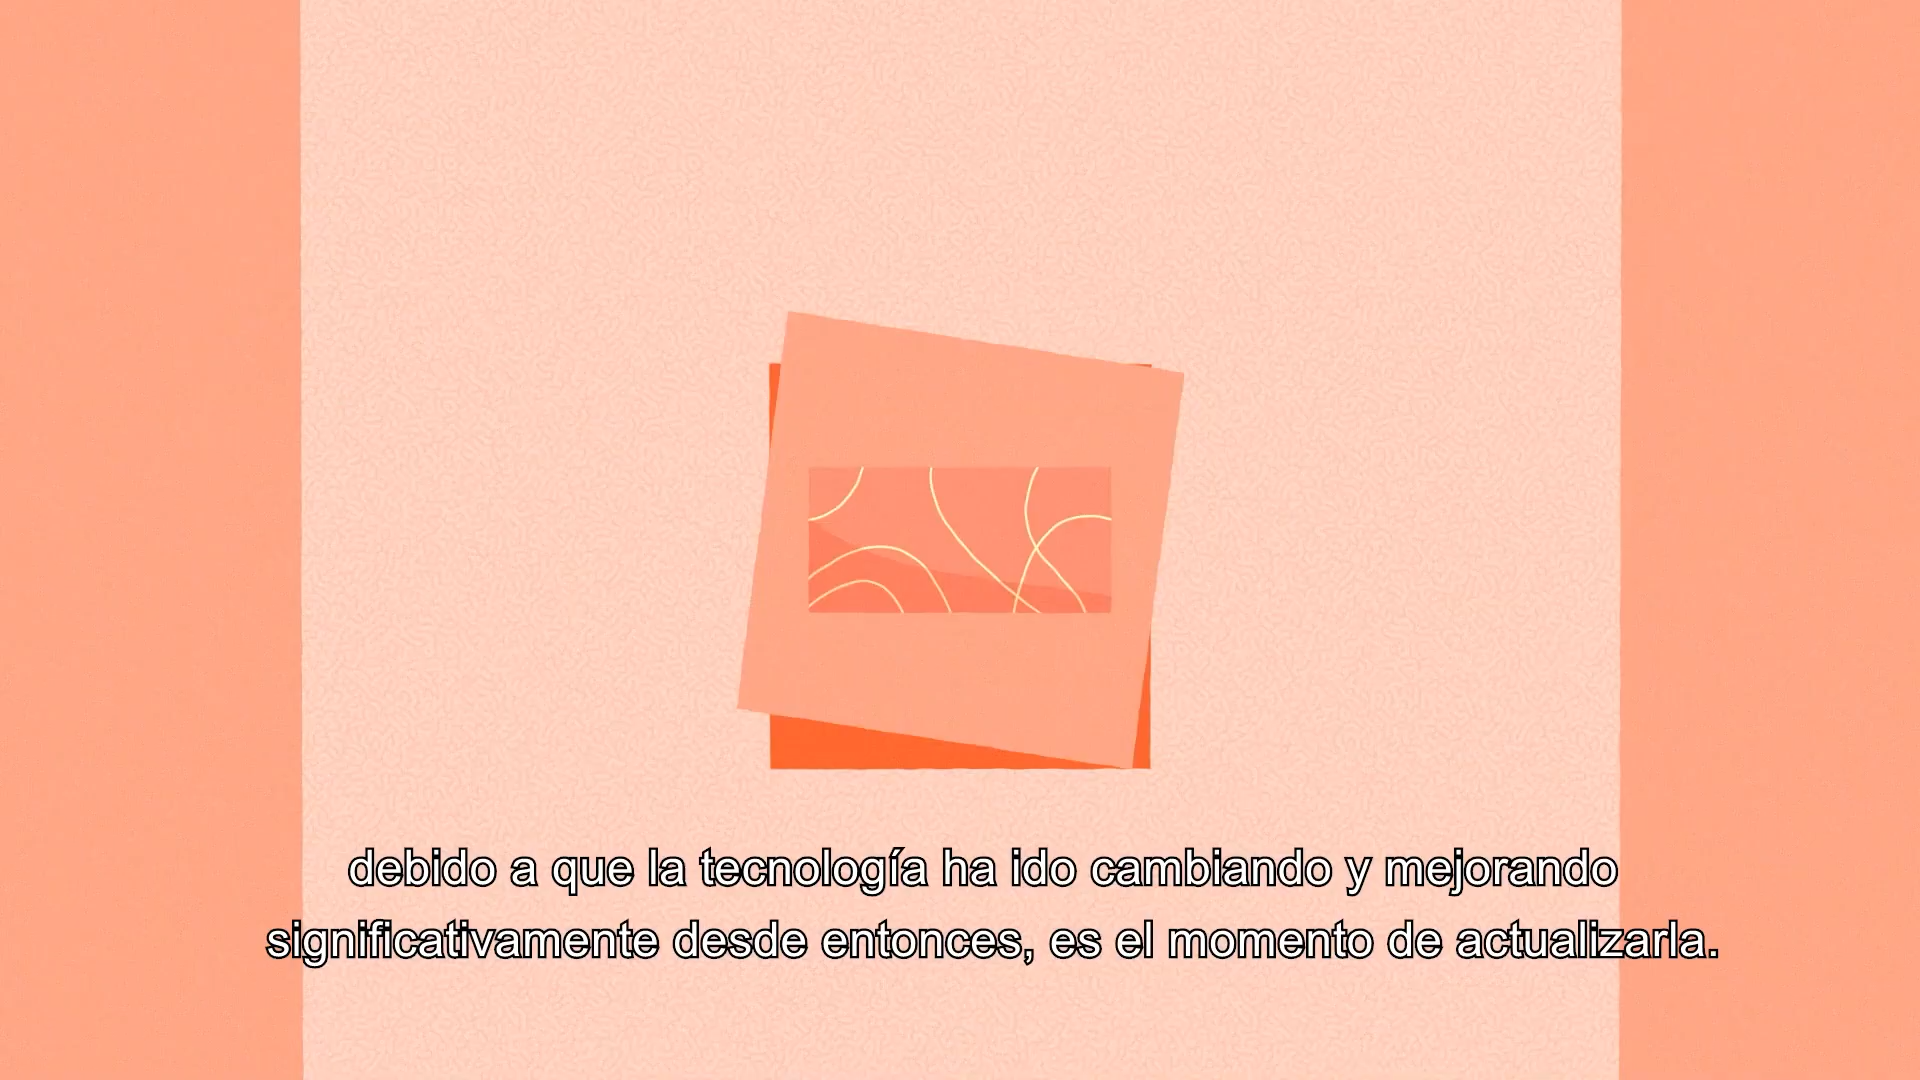 debido a que la tecnología ha ido cambiando y mejorando
significativamente desde entonces, es el momento de actualizarla.